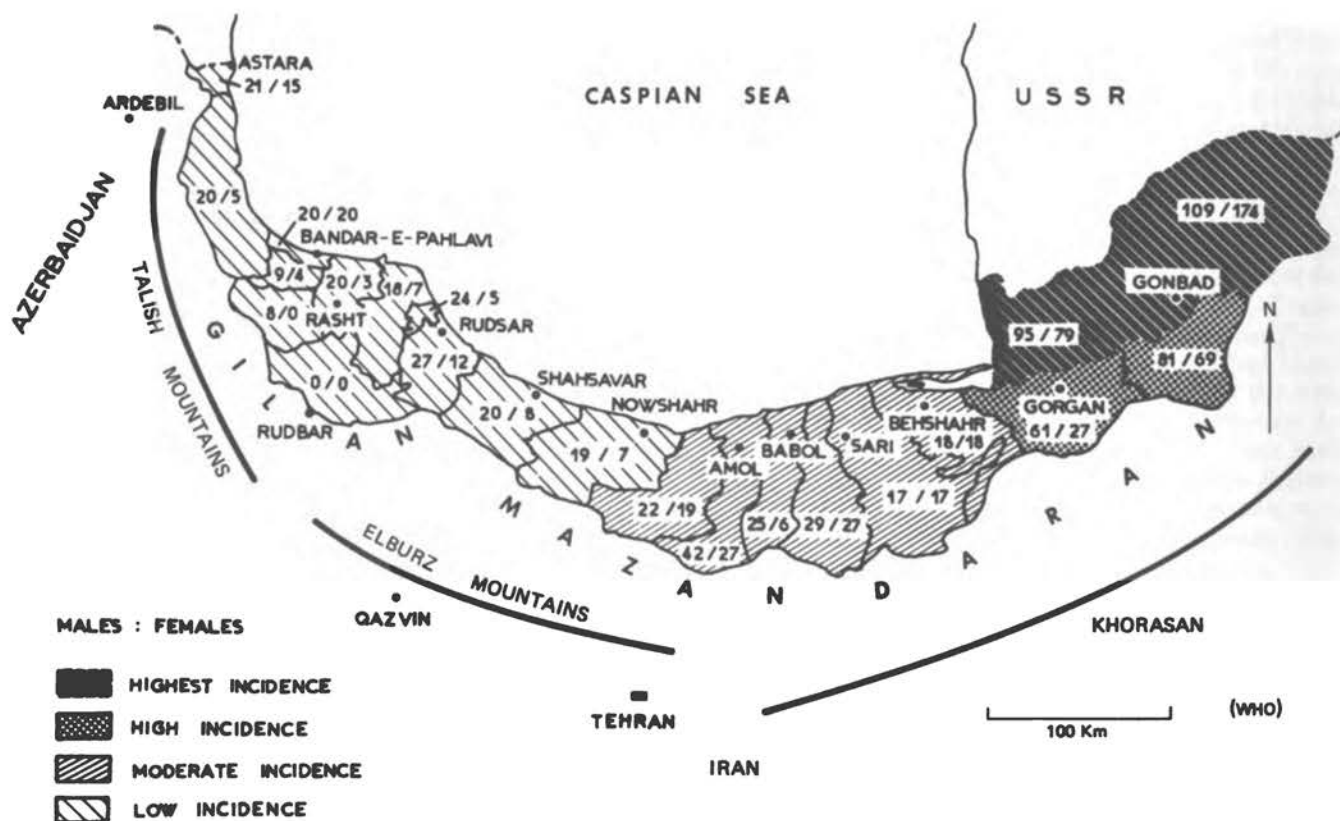 ASTARA
21 / 15
ARDEBIL
CASPIAN SEA
USSR
AZERBAIDJAN
TALISH MOUNTAINS
20 / 5
20 / 20
BANDAR-E-PAHLAVI
9/4
20/3
18/7
24 / 5
8/0
RASHT
RUDSAR
27 / 12
0/0
RUDBAR
GILAN
SHAHSAVAR
20 / 8
NOWSHAHR
19 / 7
109 / 174
GONBAD
N
95 / 79
81 / 69
GORGAN
61 / 27
BEHSHAHR
18/18
SARI
BABOL
AMOL
17 / 17
22 / 19
25/6
29 / 27
42 / 27
MAZANDARAN
ELBURZ MOUNTAINS
QAZVIN
KHORASAN
TEHRAN
IRAN
100 Km
(WHO)
MALES : FEMALES
HIGHEST INCIDENCE
HIGH INCIDENCE
MODERATE INCIDENCE
LOW INCIDENCE